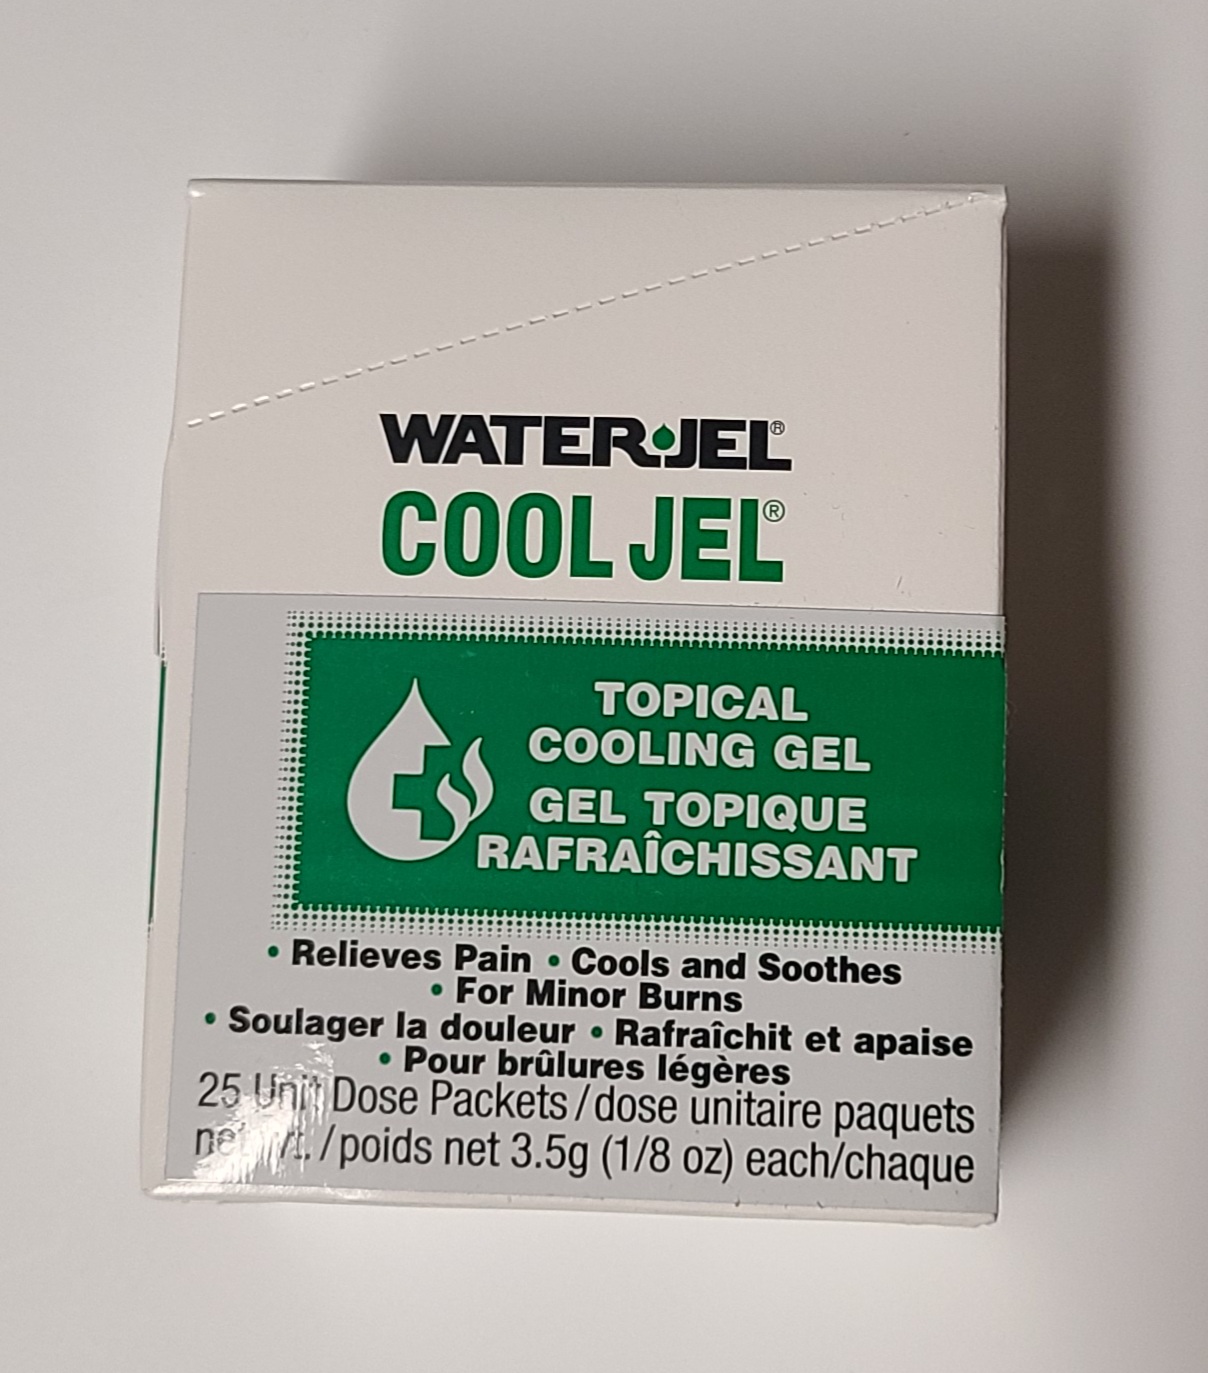 WATER·JEL®
COOL JEL®
TOPICAL
COOLING GEL
GEL TOPIQUE
RAFRAÎCHISSANT
• Relieves Pain • Cools and Soothes
• For Minor Burns
• Soulager la douleur • Rafraîchit et apaise
• Pour brûlures légères
25 Unit Dose Packets/dose unitaire paquets
net wt./poids net 3.5g (1/8 oz) each/chaque